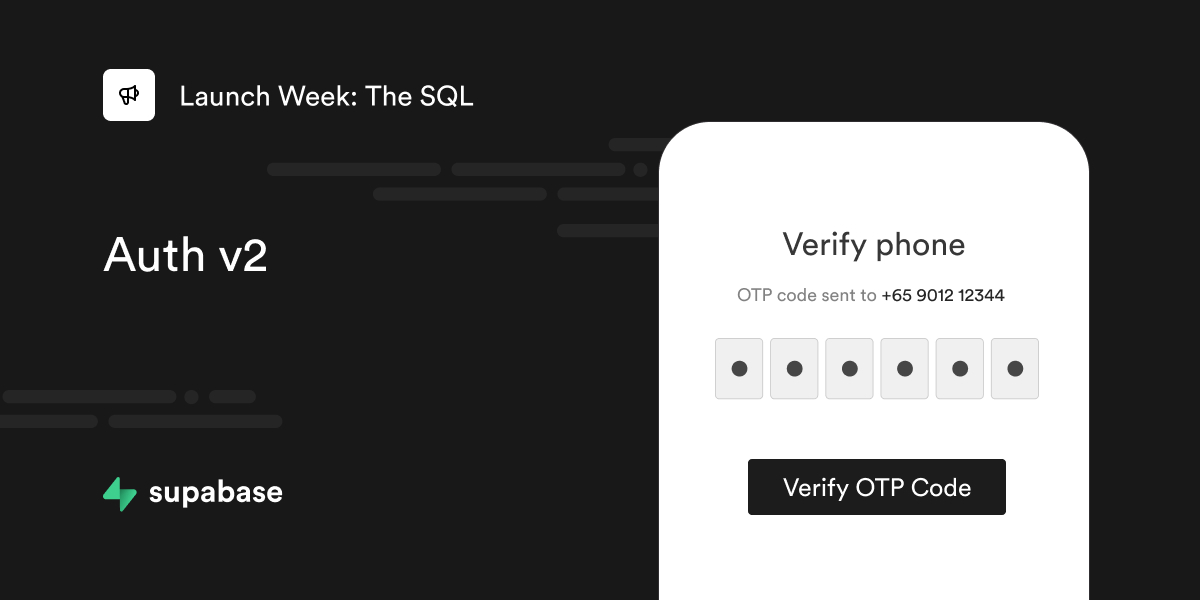 Launch Week: The SQL
Auth v2
supabase
Verify phone
OTP code sent to +65 9012 12344
Verify OTP Code